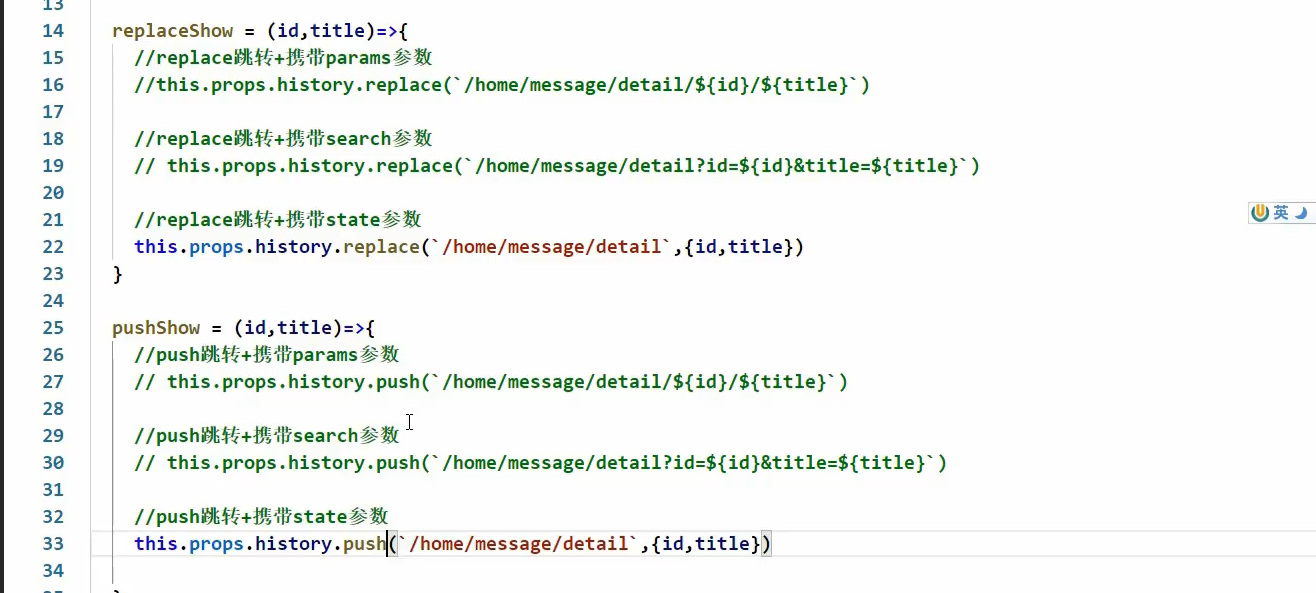 13
14 replaceShow = (id,title)=>{
15 //replace跳转+携带params参数
16 //this.props.history.replace(`/home/message/detail/${id}/${title}`)
17
18 //replace跳转+携带search参数
19 // this.props.history.replace(`/home/message/detail?id=${id}&title=${title}`)
20
21 //replace跳转+携带state参数
22 this.props.history.replace(`/home/message/detail`,{id,title})
23 }
24
25 pushShow = (id,title)=>{
26 //push跳转+携带params参数
27 // this.props.history.push(`/home/message/detail/${id}/${title}`)
28
29 //push跳转+携带search参数
30 // this.props.history.push(`/home/message/detail?id=${id}&title=${title}`)
31
32 //push跳转+携带state参数
33 this.props.history.push(`/home/message/detail`,{id,title})
34
英